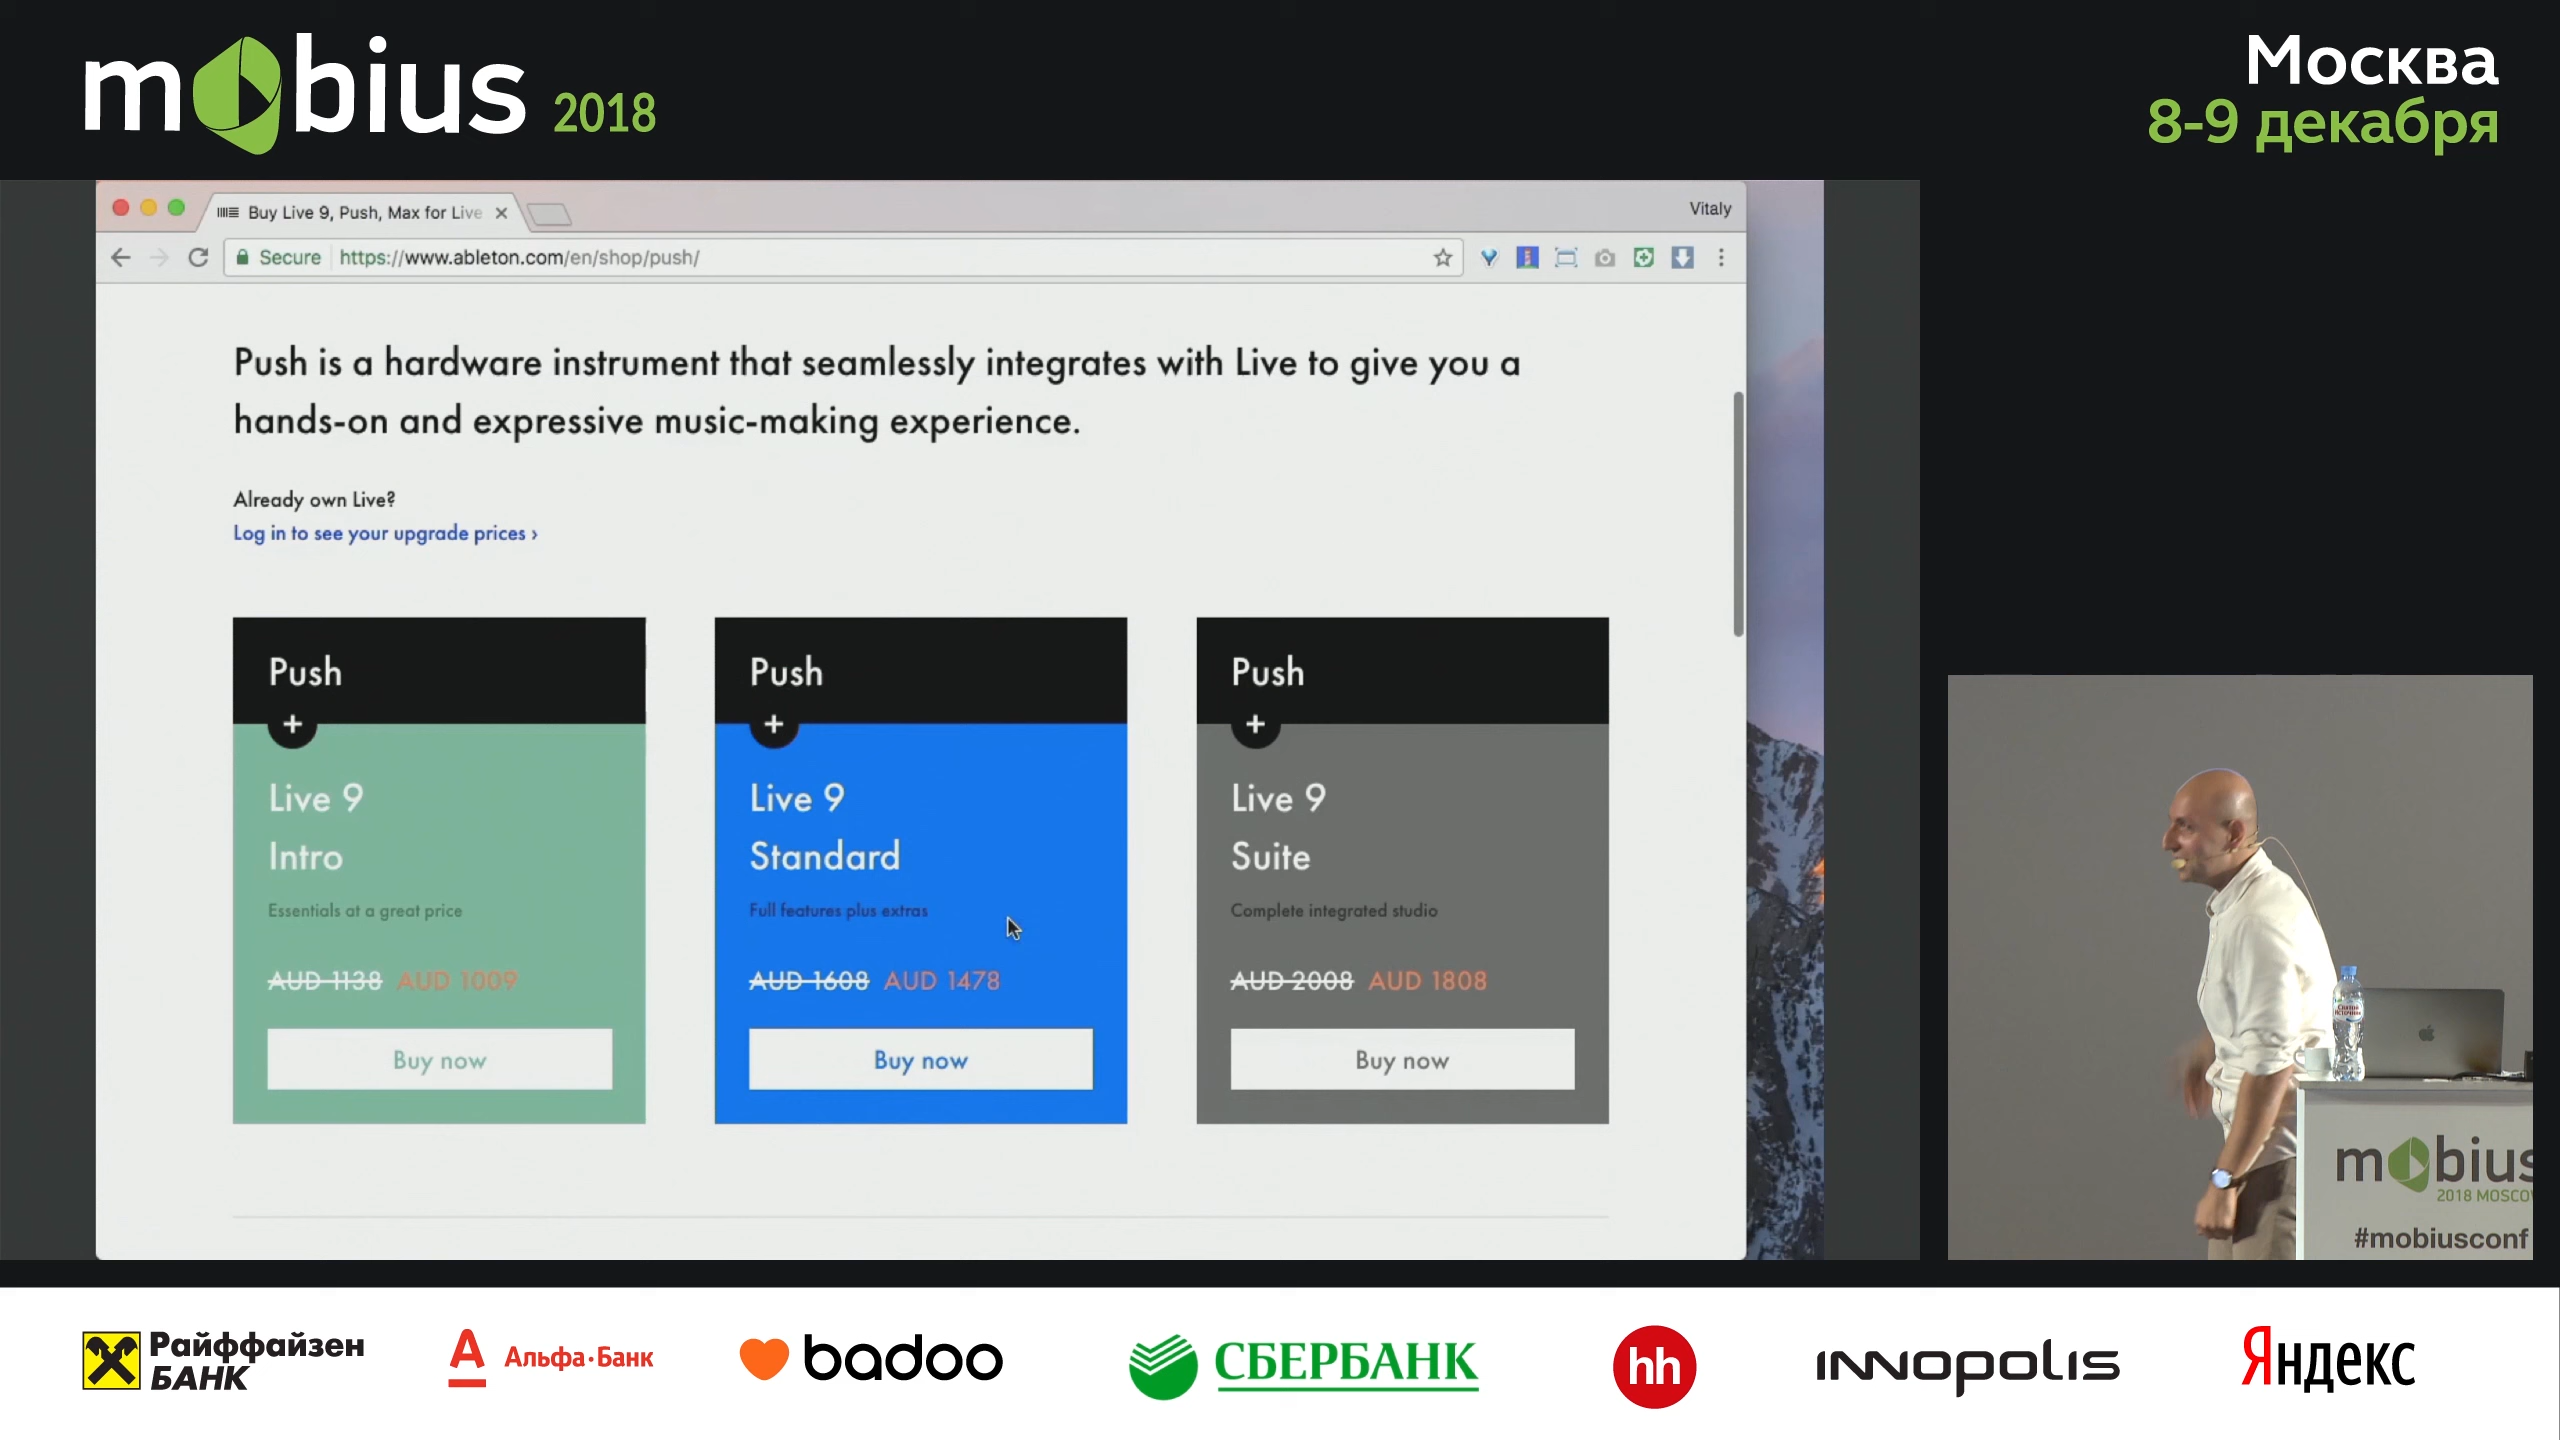 mobius 2018
Москва
8-9 декабря
Buy Live 9, Push, Max for Live
Vitaly
Secure https://www.ableton.com/en/shop/push/
Push is a hardware instrument that seamlessly integrates with Live to give you a
hands-on and expressive music-making experience.
Already own Live?
Log in to see your upgrade prices ›
Push
+
Live 9
Intro
Essentials at a great price
AUD 1138 AUD 1009
Buy now
Push
+
Live 9
Standard
Full features plus extras
AUD 1608 AUD 1478
Buy now
Push
+
Live 9
Suite
Complete integrated studio
AUD 2008 AUD 1808
Buy now
mobius
2018 MOSCO
#mobiusconf
Райффайзен
БАНК
Альфа·Банк
badoo
СБЕРБАНК
hh
INNOPOLIS
Яндекс